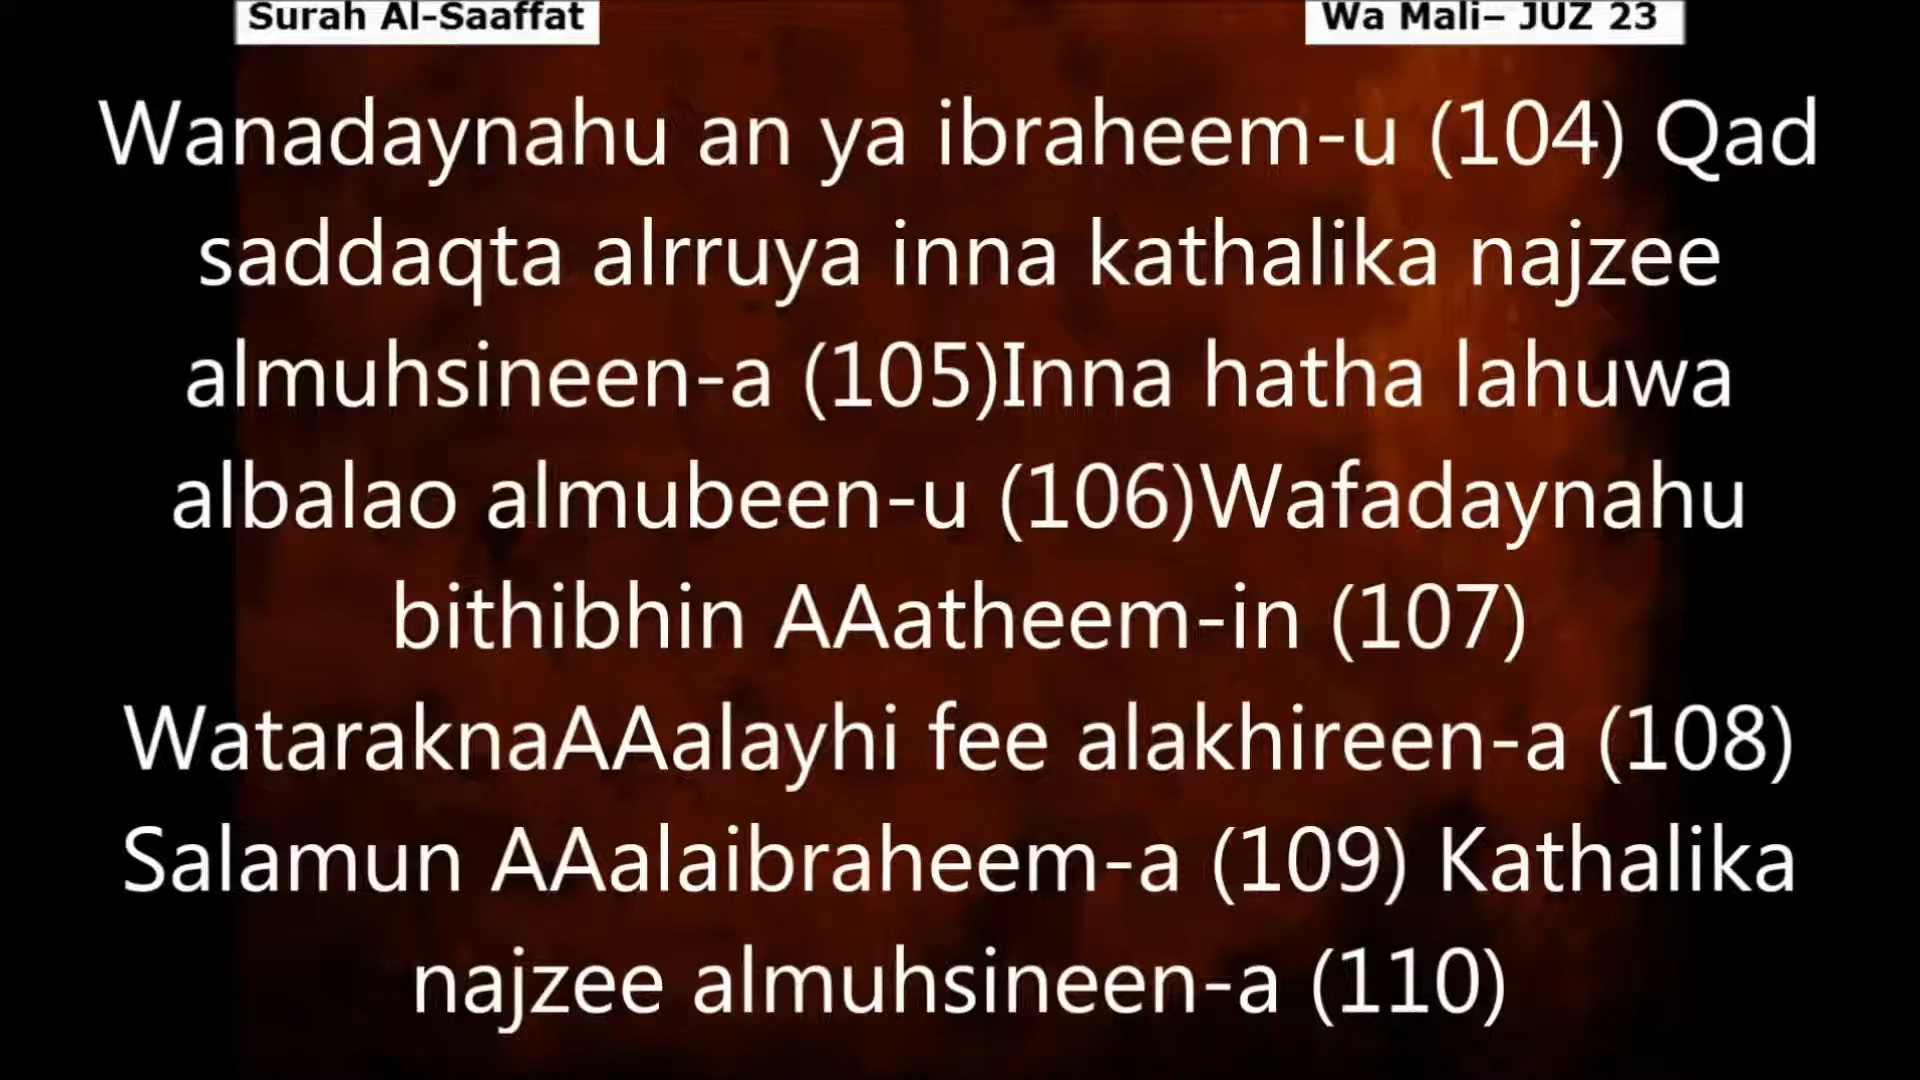 Surah Al-Saaffat
Wa Mali– JUZ 23
Wanadaynahu an ya ibraheem-u (104) Qad
saddaqta alrruya inna kathalika najzee
almuhsineen-a (105)Inna hatha lahuwa
albalao almubeen-u (106)Wafadaynahu
bithibhin AAatheem-in (107)
WataraknaAAalayhi fee alakhireen-a (108)
Salamun AAalaibraheem-a (109) Kathalika
najzee almuhsineen-a (110)